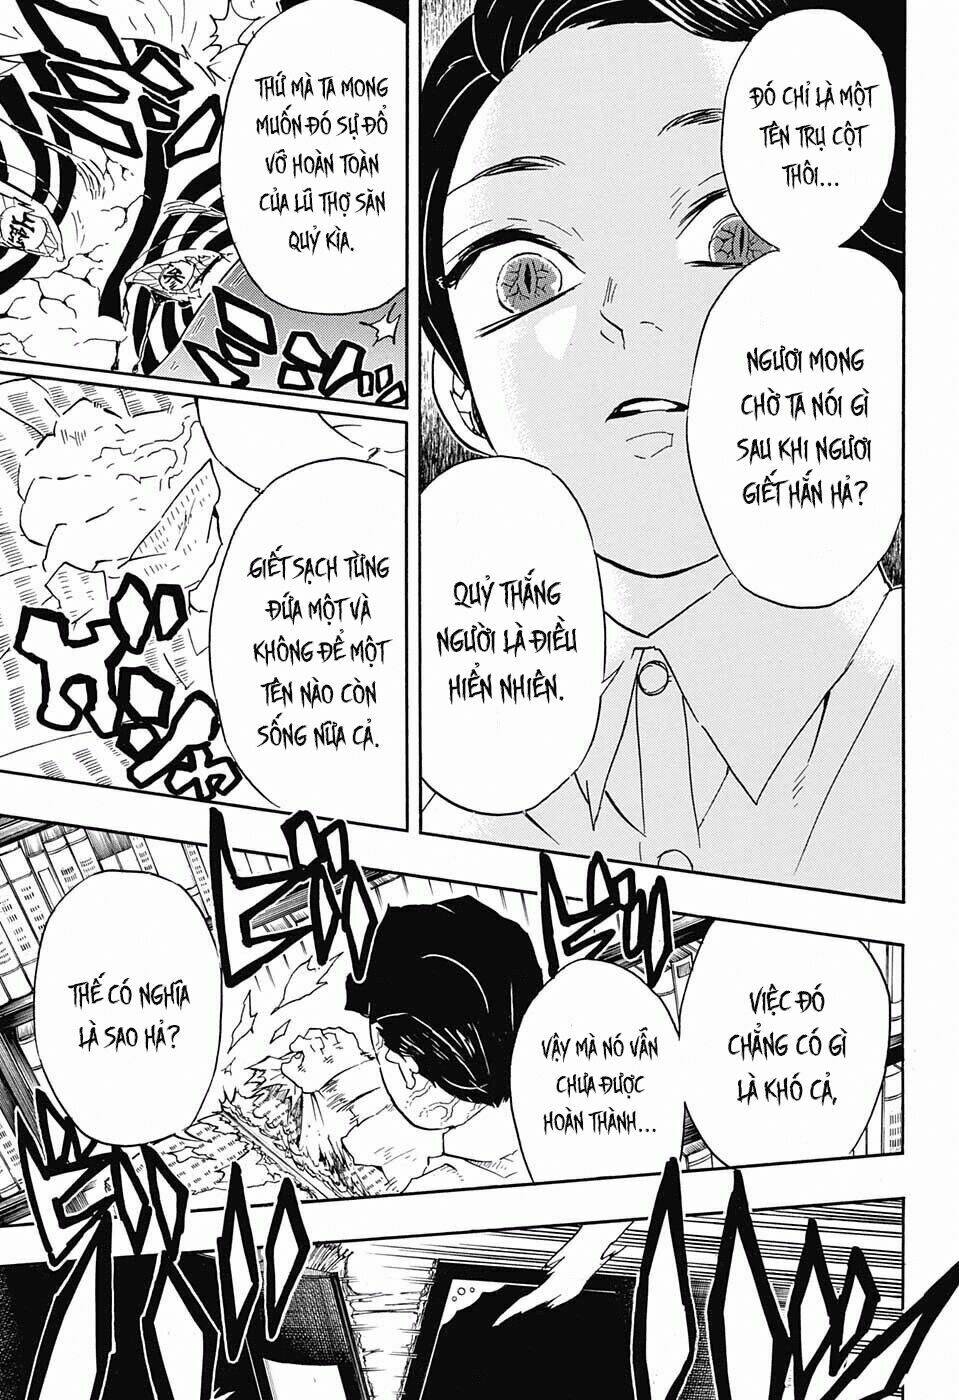 ĐÓ CHỈ LÀ MỘT
TÊN TRỤ CỘT
THÔI...
NGƯƠI MONG
CHỜ TA NÓI GÌ
SAU KHI NGƯƠI
GIẾT HẮN HẢ?
QUỶ THẮNG
NGƯỜI LÀ ĐIỀU
HIỂN NHIÊN.
THỨ MÀ TA MONG
MUỐN ĐÓ SỰ ĐỔ
VỠ HOÀN TOÀN
CỦA LŨ THỢ SĂN
QUỶ KÌA.
GIẾT SẠCH TỪNG
ĐỨA MỘT VÀ
KHÔNG ĐỂ MỘT
TÊN NÀO CÒN
SỐNG NỮA CẢ.
VIỆC ĐÓ
CHẲNG CÓ GÌ
LÀ KHÓ CẢ,
VẬY MÀ NÓ VẪN
CHƯA ĐƯỢC
HOÀN THÀNH...
THẾ CÓ NGHĨA
LÀ SAO HẢ?